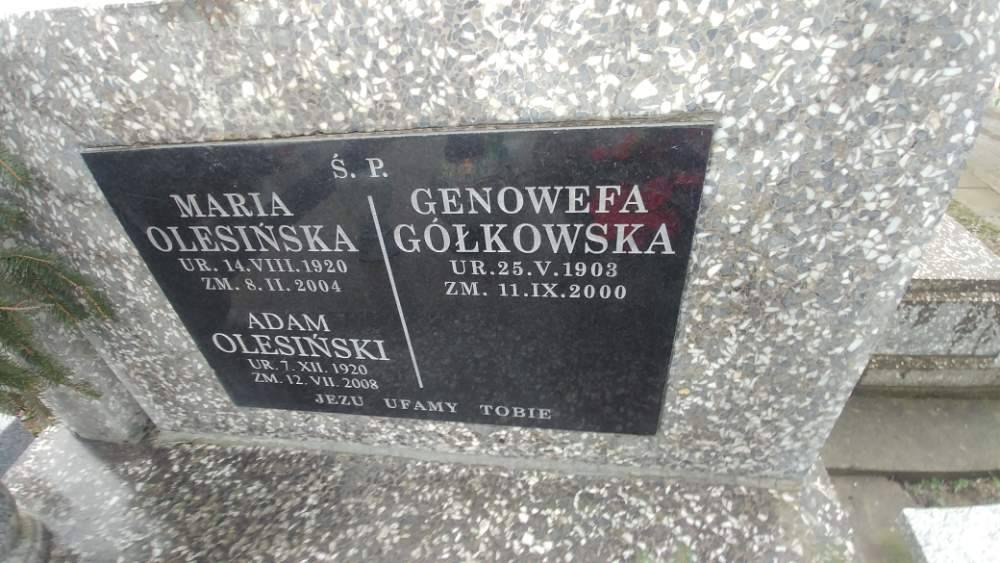 Ś. P.
MARIA
OLESIŃSKA
UR. 14.VIII.1920
ZM. 8.II.2004
ADAM
OLESIŃSKI
UR. 7.XII.1920
ZM. 12.VII.2008
GENOWEFA
GÓŁKOWSKA
UR.25.V.1903
ZM. 11.IX.2000
JEZU UFAMY TOBIE